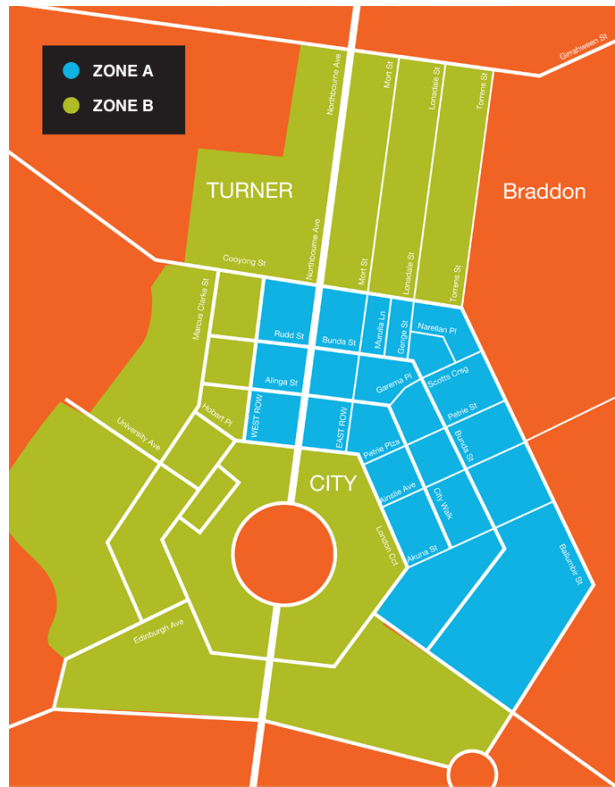 ZONE A
ZONE B
Girrahween St
Northbourne Ave
Mort St
Lonsdale St
Torrens St
TURNER
Braddon
Cooyong St
Northbourne Ave
Mort St
Lonsdale St
Torrens St
Marcus Clarke St
Rudd St
Bunda St
Murulla Ln
Genge St
Narellan Pl
Alinga St
Garema Pl
Scotts Crsg
Hobart Pl
WEST ROW
EAST ROW
Petrie St
University Ave
Petrie Plza
Bunda St
CITY
Ainslie Ave
City Walk
London Cct
Akuna St
Ballumbir St
Edinburgh Ave